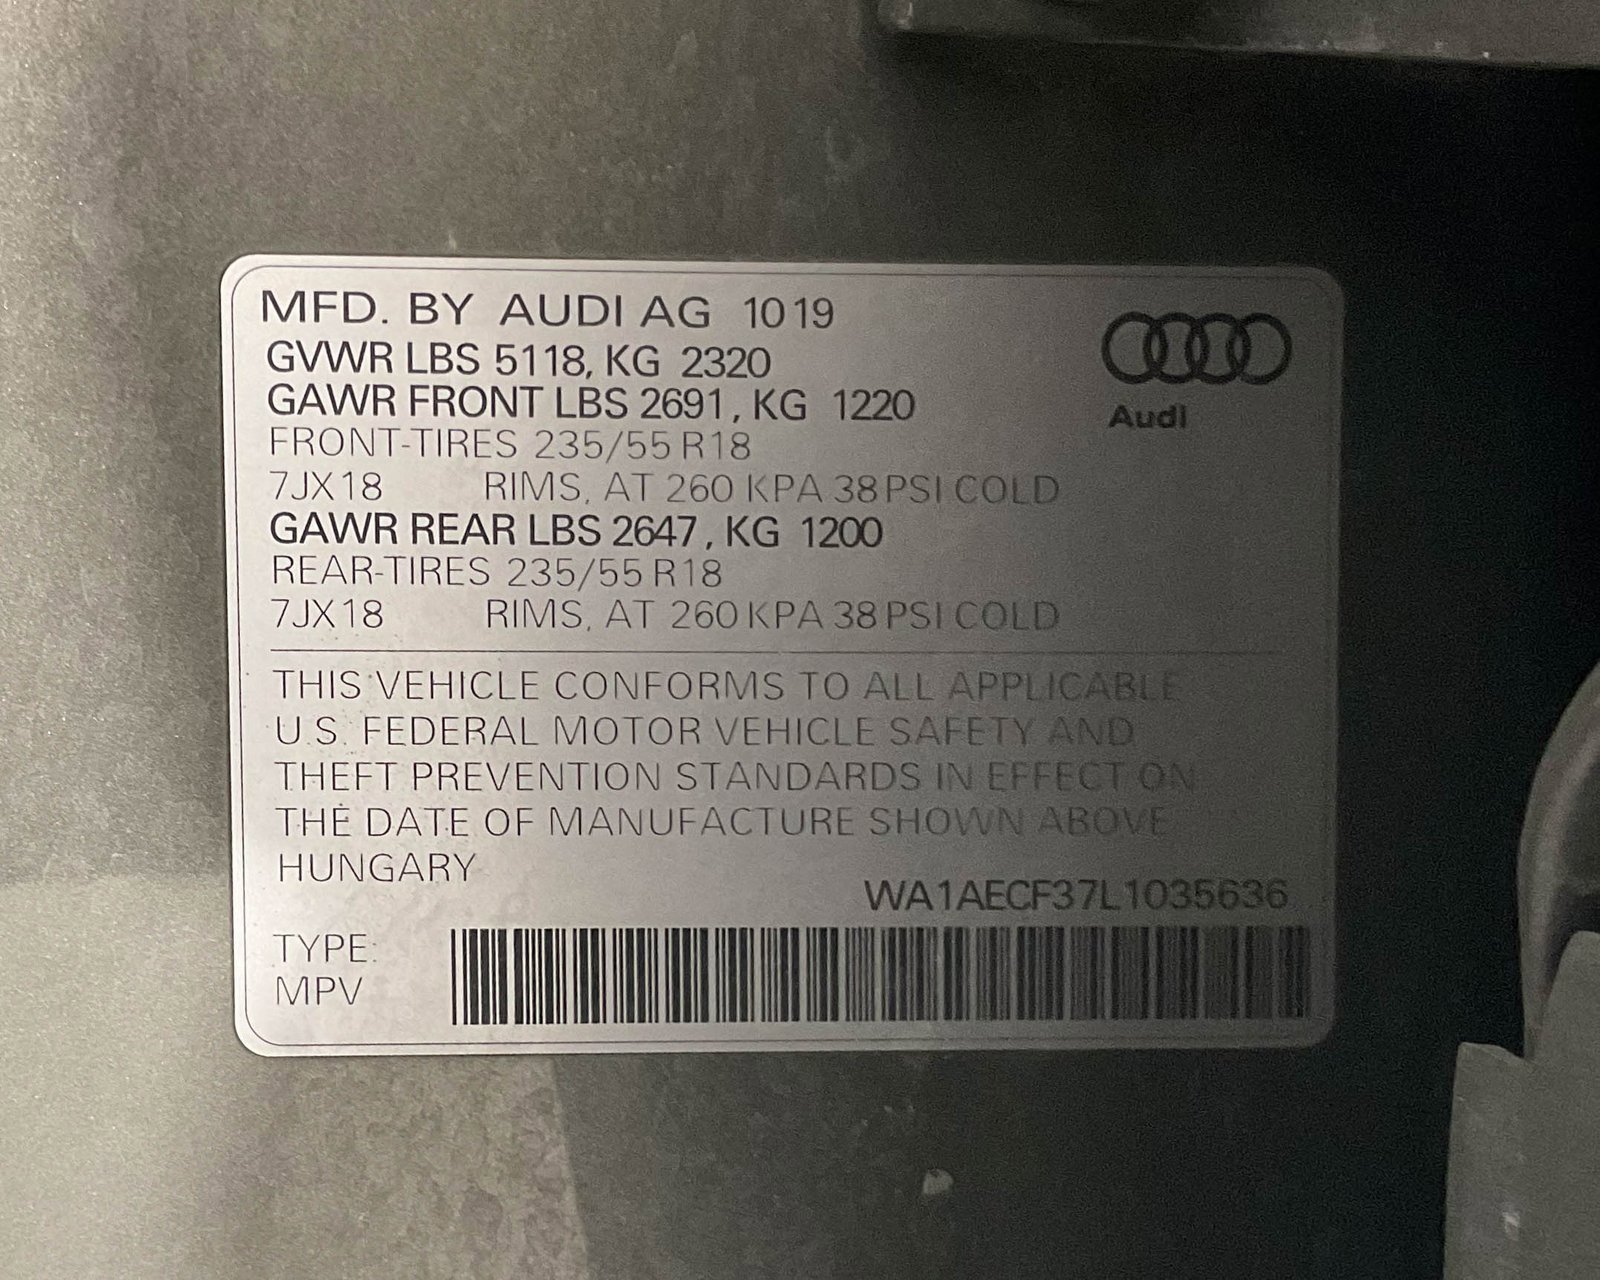 MFD. BY AUDI AG 1019
GVWR LBS 5118, KG 2320
GAWR FRONT LBS 2691, KG 1220
FRONT-TIRES 235/55 R18
7JX18 RIMS, AT 260 KPA 38 PSI COLD
GAWR REAR LBS 2647, KG 1200
REAR-TIRES 235/55 R18
7JX18 RIMS, AT 260 KPA 38 PSI COLD
Audi
THIS VEHICLE CONFORMS TO ALL APPLICABLE
U.S. FEDERAL MOTOR VEHICLE SAFETY AND
THEFT PREVENTION STANDARDS IN EFFECT ON
THE DATE OF MANUFACTURE SHOWN ABOVE
HUNGARY
WA1AECF37L1035636
TYPE:
MPV